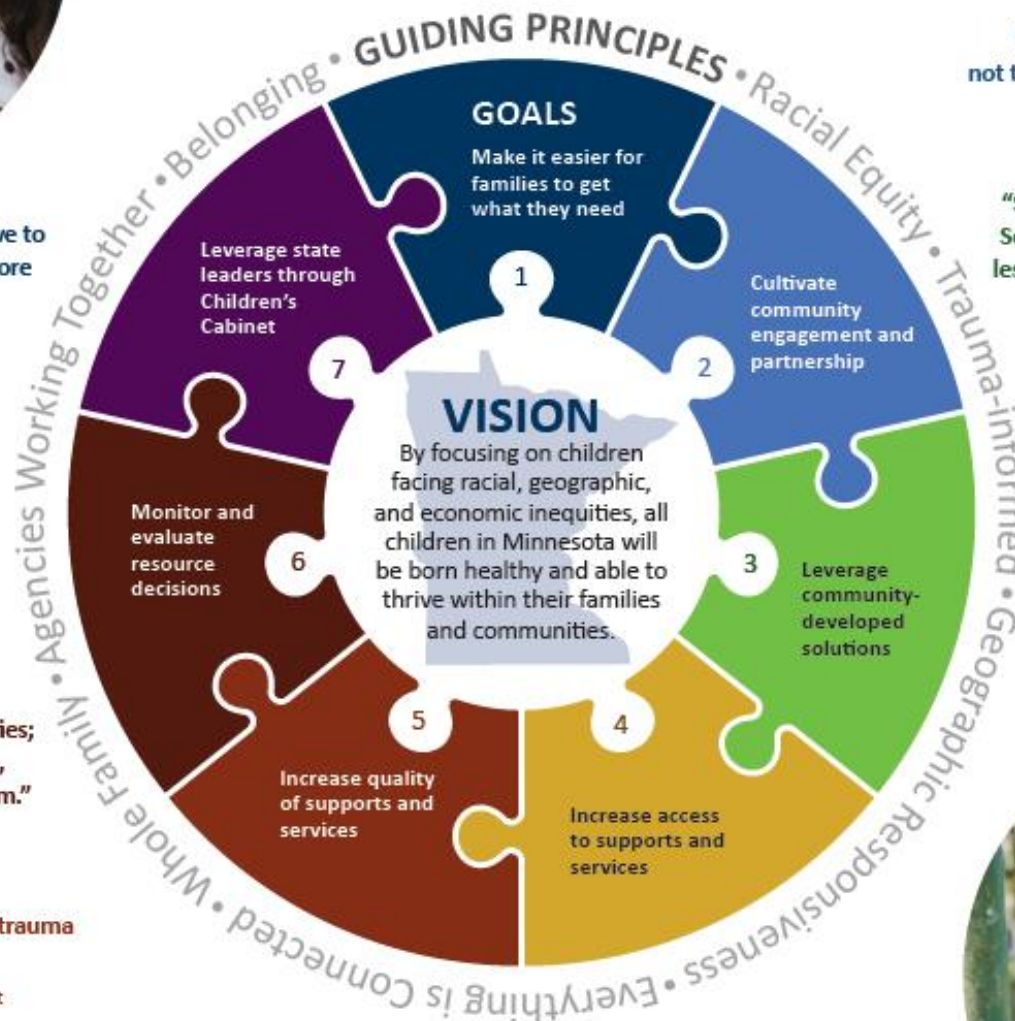 GUIDING PRINCIPLES • Racial Equity • Trauma-informed • Geographic Responsiveness • Everything is Connected • Whole Family • Agencies Working Together • Belonging •
GOALS
Make it easier for
families to get
what they need
1
Cultivate
community
engagement and
partnership
2
Leverage
community-
developed
solutions
3
Increase access
to supports and
services
4
Increase quality
of supports and
services
5
Monitor and
evaluate
resource
decisions
6
Leverage state
leaders through
Children's
Cabinet
7
VISION
By focusing on children
facing racial, geographic,
and economic inequities, all
children in Minnesota will
be born healthy and able to
thrive within their families
and communities.
to
trauma
not